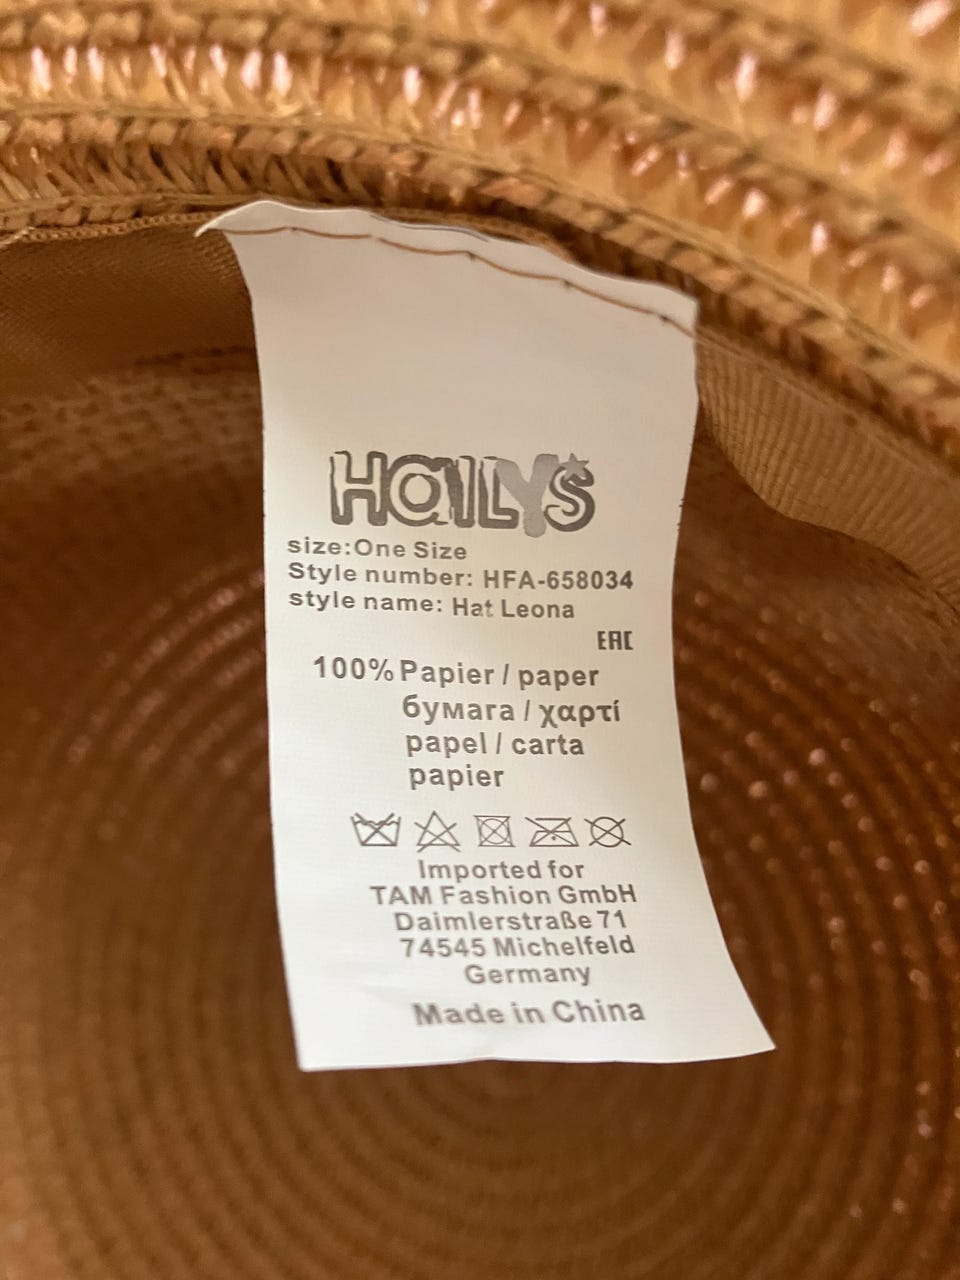 HaILYS
size:One Size
Style number: HFA-658034
style name: Hat Leona
EAC
100% Papier / paper
бумага / χαρτί
papel / carta
papier
Imported for
TAM Fashion GmbH
Daimlerstraße 71
74545 Michelfeld
Germany
Made in China